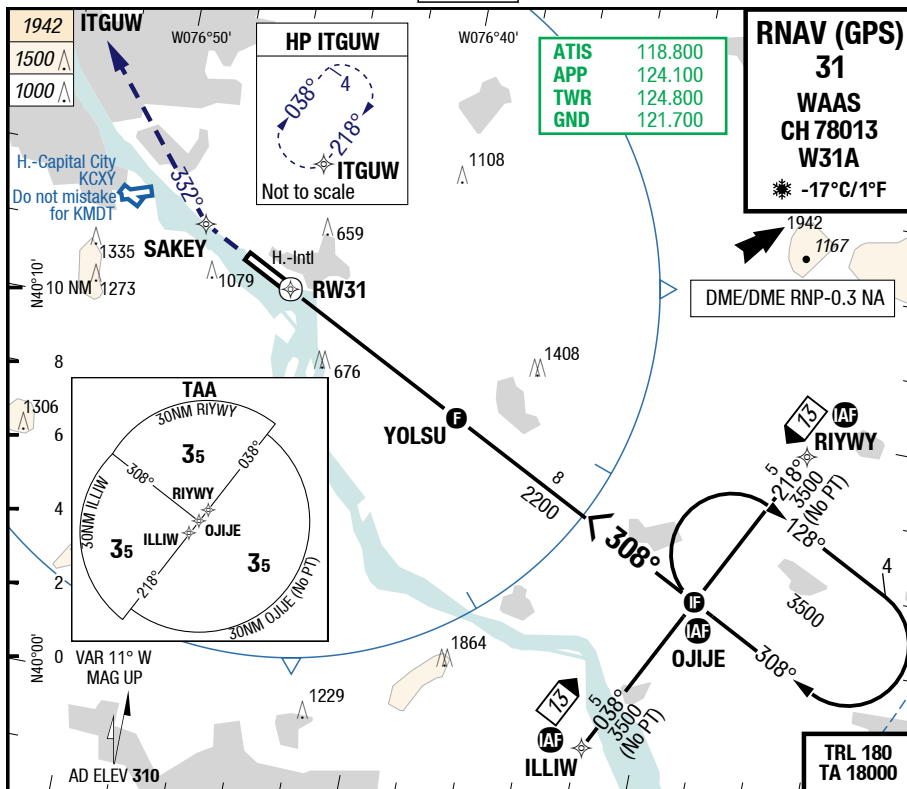 1942
1500
1000
ITGUW
W076°50'
W076°40'
HP ITGUW
038°
4
218°
ITGUW
Not to scale
ATIS 118.800
APP 124.100
TWR 124.800
GND 121.700
RNAV (GPS)
31
WAAS
CH 78013
W31A
-17°C/1°F
H.-Capital City
KCXY
Do not mistake
for KMDT
332°
SAKEY
1108
659
1335
1273
1079
H.-Intl
RW31
N40°10'
10 NM
1942
1167
DME/DME RNP-0.3 NA
8
6
4
2
0
676
1408
1306
TAA
30NM RIYWY
35
308°
038°
RIYWY
30NM ILLIW
ILLIW
OJIJE
35
35
218°
30NM OJIJE (No PT)
YOLSU
F
8
2200
308°
13
IAF
RIYWY
5
218°
3500
(No PT)
128°
4
3500
308°
IF
IAF
OJIJE
N40°00'
VAR 11° W
MAG UP
1864
1229
13
5
038°
3500
(No PT)
IAF
ILLIW
AD ELEV 310
TRL 180
TA 18000